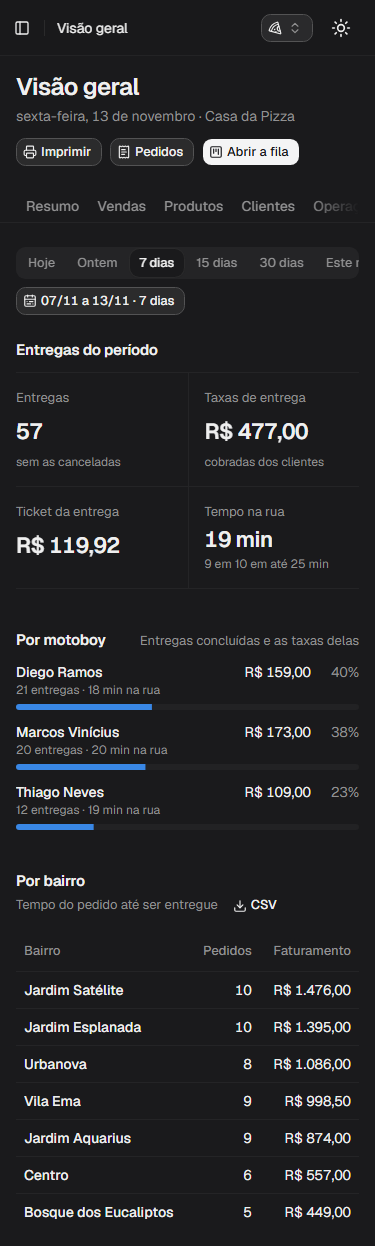 Visão geral
Visão geral
sexta-feira, 13 de novembro · Casa da Pizza
Imprimir
Pedidos
Abrir a fila
Resumo
Vendas
Produtos
Clientes
Hoje
Ontem
7 dias
15 dias
30 dias
Este
07/11 a 13/11 · 7 dias
Entregas do período
Entregas
57
sem as canceladas
Taxas de entrega
R$ 477,00
cobradas dos clientes
Ticket da entrega
R$ 119,92
Tempo na rua
19 min
9 em 10 em até 25 min
Por motoboy
Entregas concluídas e as taxas delas
Diego Ramos R$ 159,00 40%
21 entregas · 18 min na rua
Marcos Vinícius R$ 173,00 38%
20 entregas · 20 min na rua
Thiago Neves R$ 109,00 23%
12 entregas · 19 min na rua
Por bairro
Tempo do pedido até ser entregue
CSV
Bairro Pedidos Faturamento
Jardim Satélite 10 R$ 1.476,00
Jardim Esplanada 10 R$ 1.395,00
Urbanova 8 R$ 1.086,00
Vila Ema 9 R$ 998,50
Jardim Aquarius 9 R$ 874,00
Centro 6 R$ 557,00
Bosque dos Eucaliptos 5 R$ 449,00